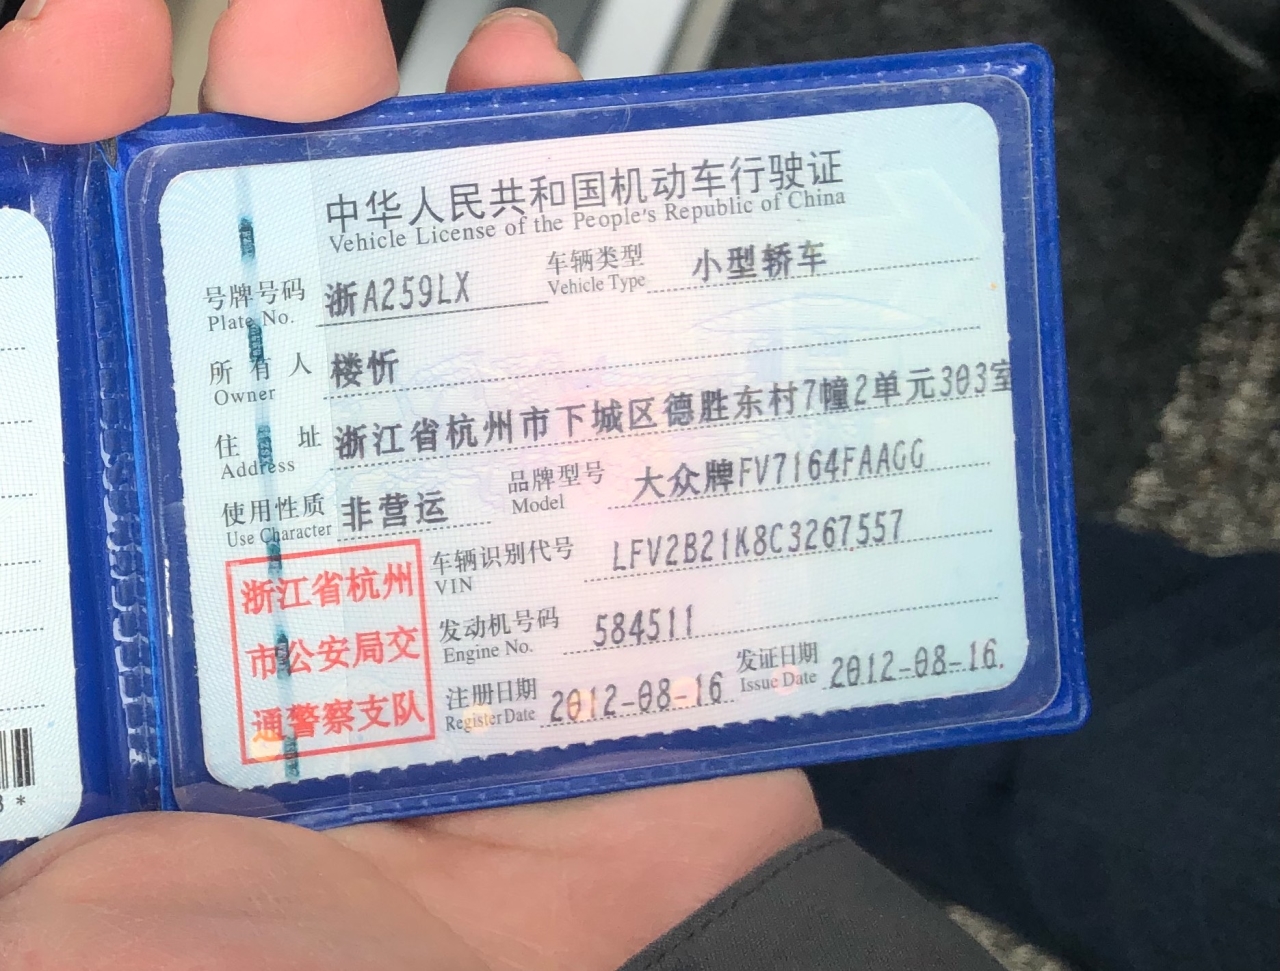 中华人民共和国机动车行驶证
Vehicle License of the People's Republic of China
号牌号码 浙A259LX 车辆类型 小型轿车
Plate No. Vehicle Type
所有人 楼忻
Owner
住址 浙江省杭州市下城区德胜东村7幢2单元303室
Address
使用性质 非营运 品牌型号 大众牌FV7164FAAGG
Use Character Model
车辆识别代号 LFV2B21K8C3267557
VIN
发动机号码 584511
Engine No.
注册日期 2012-08-16 发证日期 2012-08-16
Register Date Issue Date
浙江省杭州
市公安局交
通警察支队